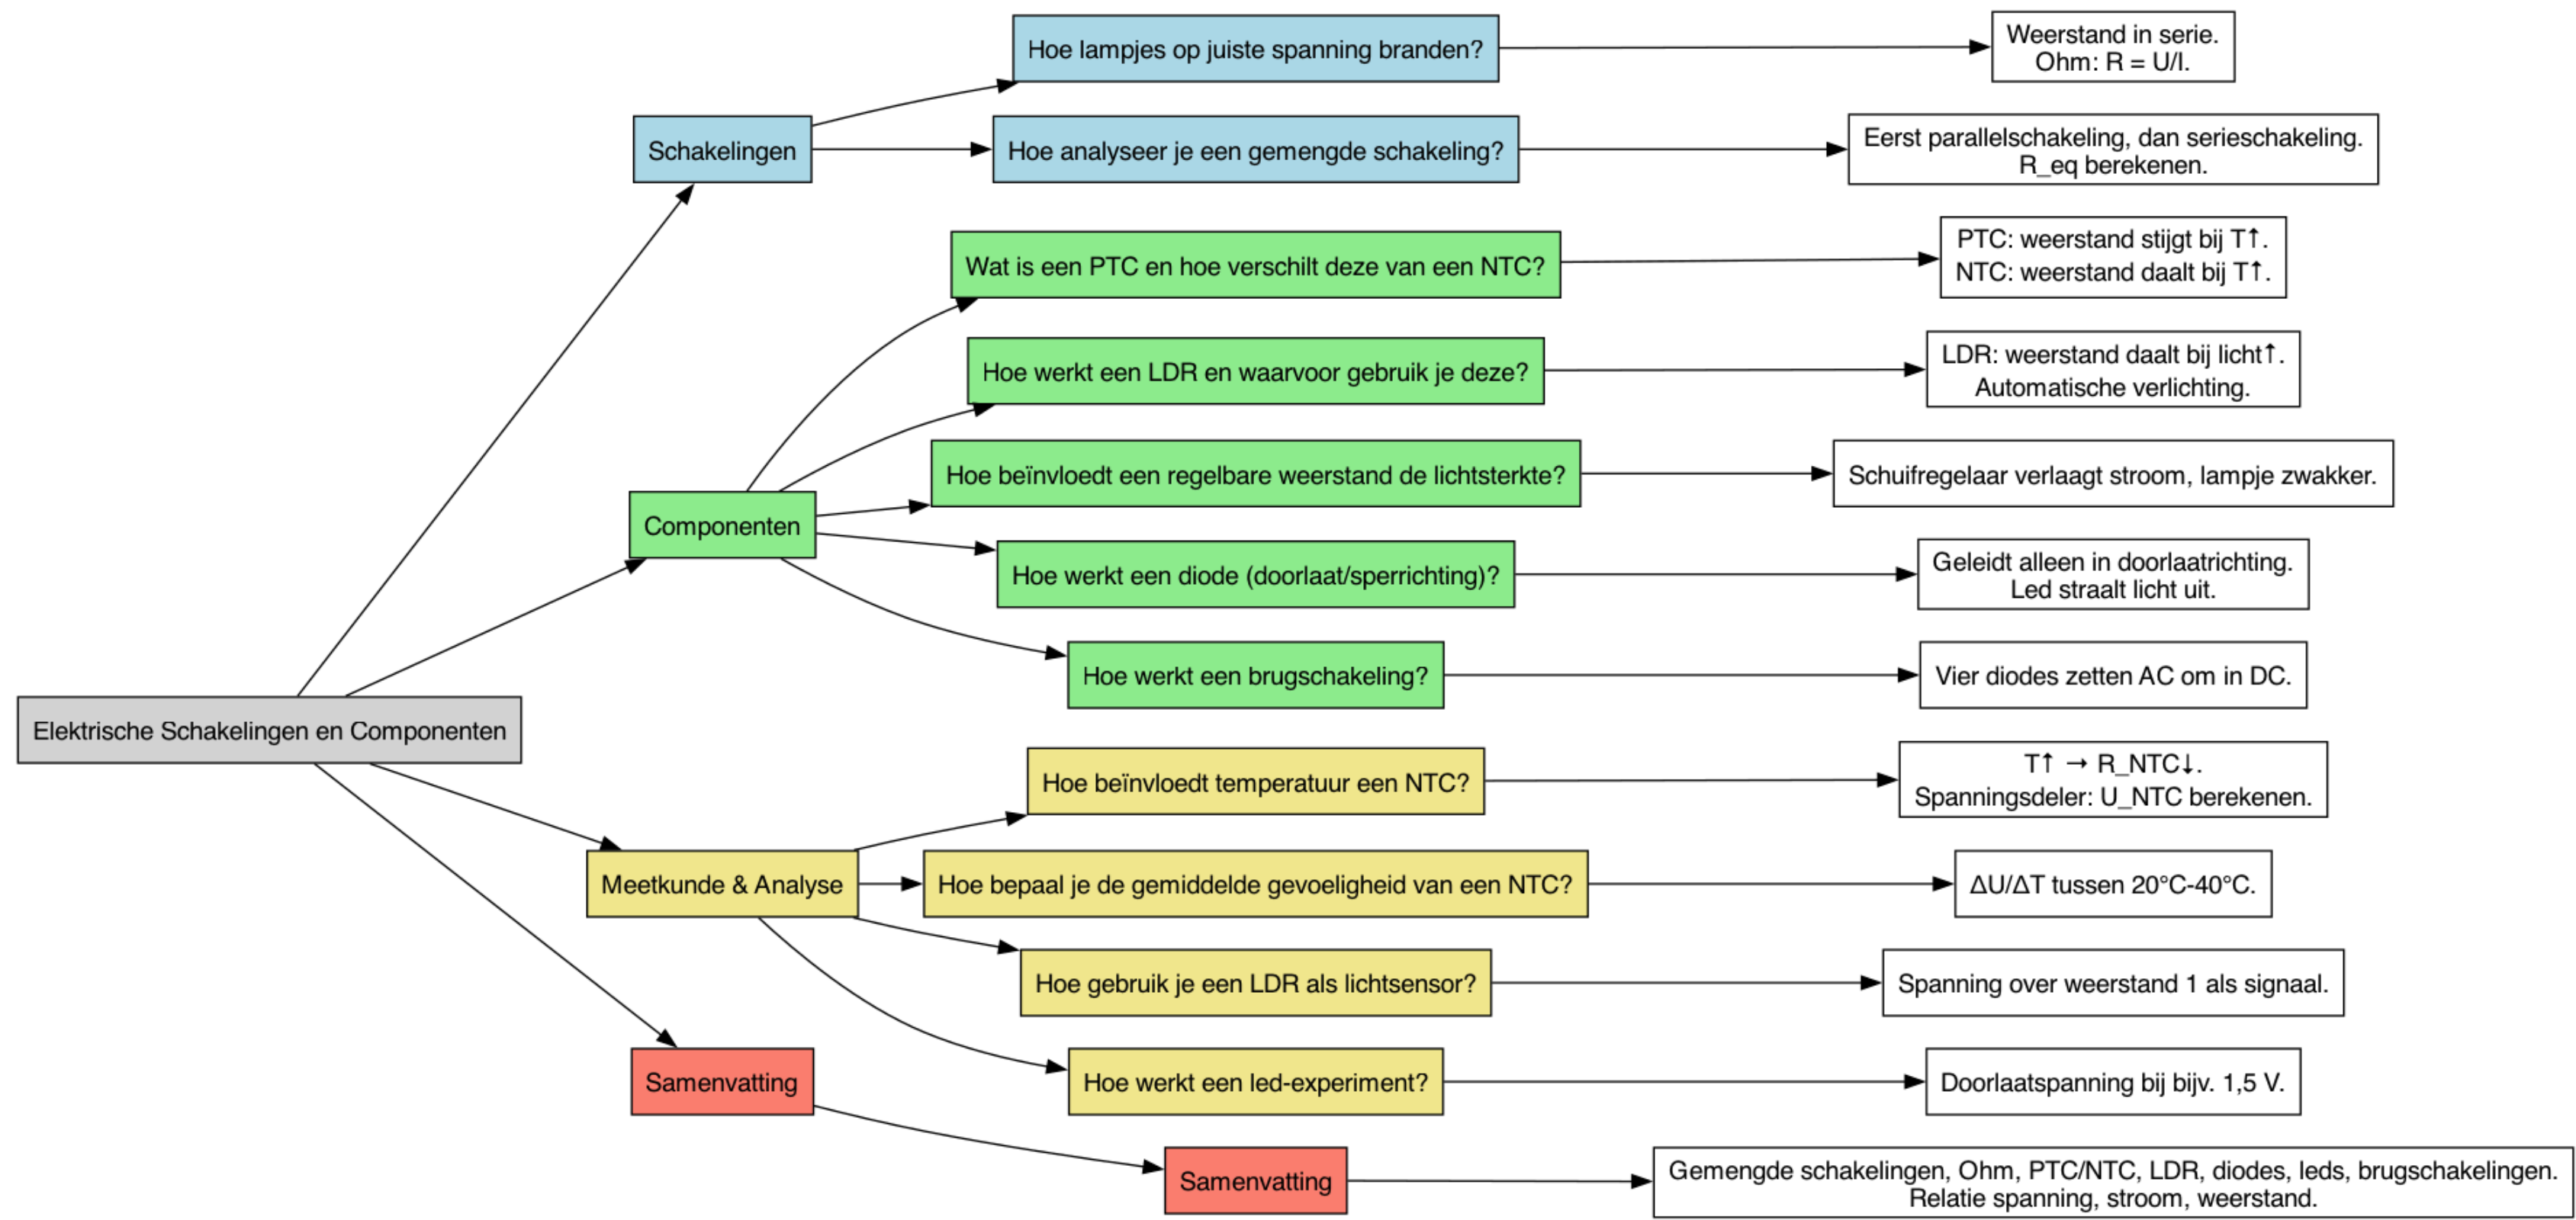 Elektrische Schakelingen en Componenten
Schakelingen
Hoe lampjes op juiste spanning branden?
Weerstand in serie.
Ohm: R = U/I.
Hoe analyseer je een gemengde schakeling?
Eerst parallelschakeling, dan serieschakeling.
R_eq berekenen.
Componenten
Wat is een PTC en hoe verschilt deze van een NTC?
PTC: weerstand stijgt bij T↑.
NTC: weerstand daalt bij T↑.
Hoe werkt een LDR en waarvoor gebruik je deze?
LDR: weerstand daalt bij licht↑.
Automatische verlichting.
Hoe beïnvloedt een regelbare weerstand de lichtsterkte?
Schuifregelaar verlaagt stroom, lampje zwakker.
Hoe werkt een diode (doorlaat/sperrichting)?
Geleidt alleen in doorlaatrichting.
Led straalt licht uit.
Hoe werkt een brugschakeling?
Vier diodes zetten AC om in DC.
Meetkunde & Analyse
Hoe beïnvloedt temperatuur een NTC?
T↑ → R_NTC↓.
Spanningsdeler: U_NTC berekenen.
Hoe bepaal je de gemiddelde gevoeligheid van een NTC?
ΔU/ΔT tussen 20°C-40°C.
Hoe gebruik je een LDR als lichtsensor?
Spanning over weerstand 1 als signaal.
Hoe werkt een led-experiment?
Doorlaatspanning bij bijv. 1,5 V.
Samenvatting
Samenvatting
Gemengde schakelingen, Ohm, PTC/NTC, LDR, diodes, leds, brugschakelingen.
Relatie spanning, stroom, weerstand.